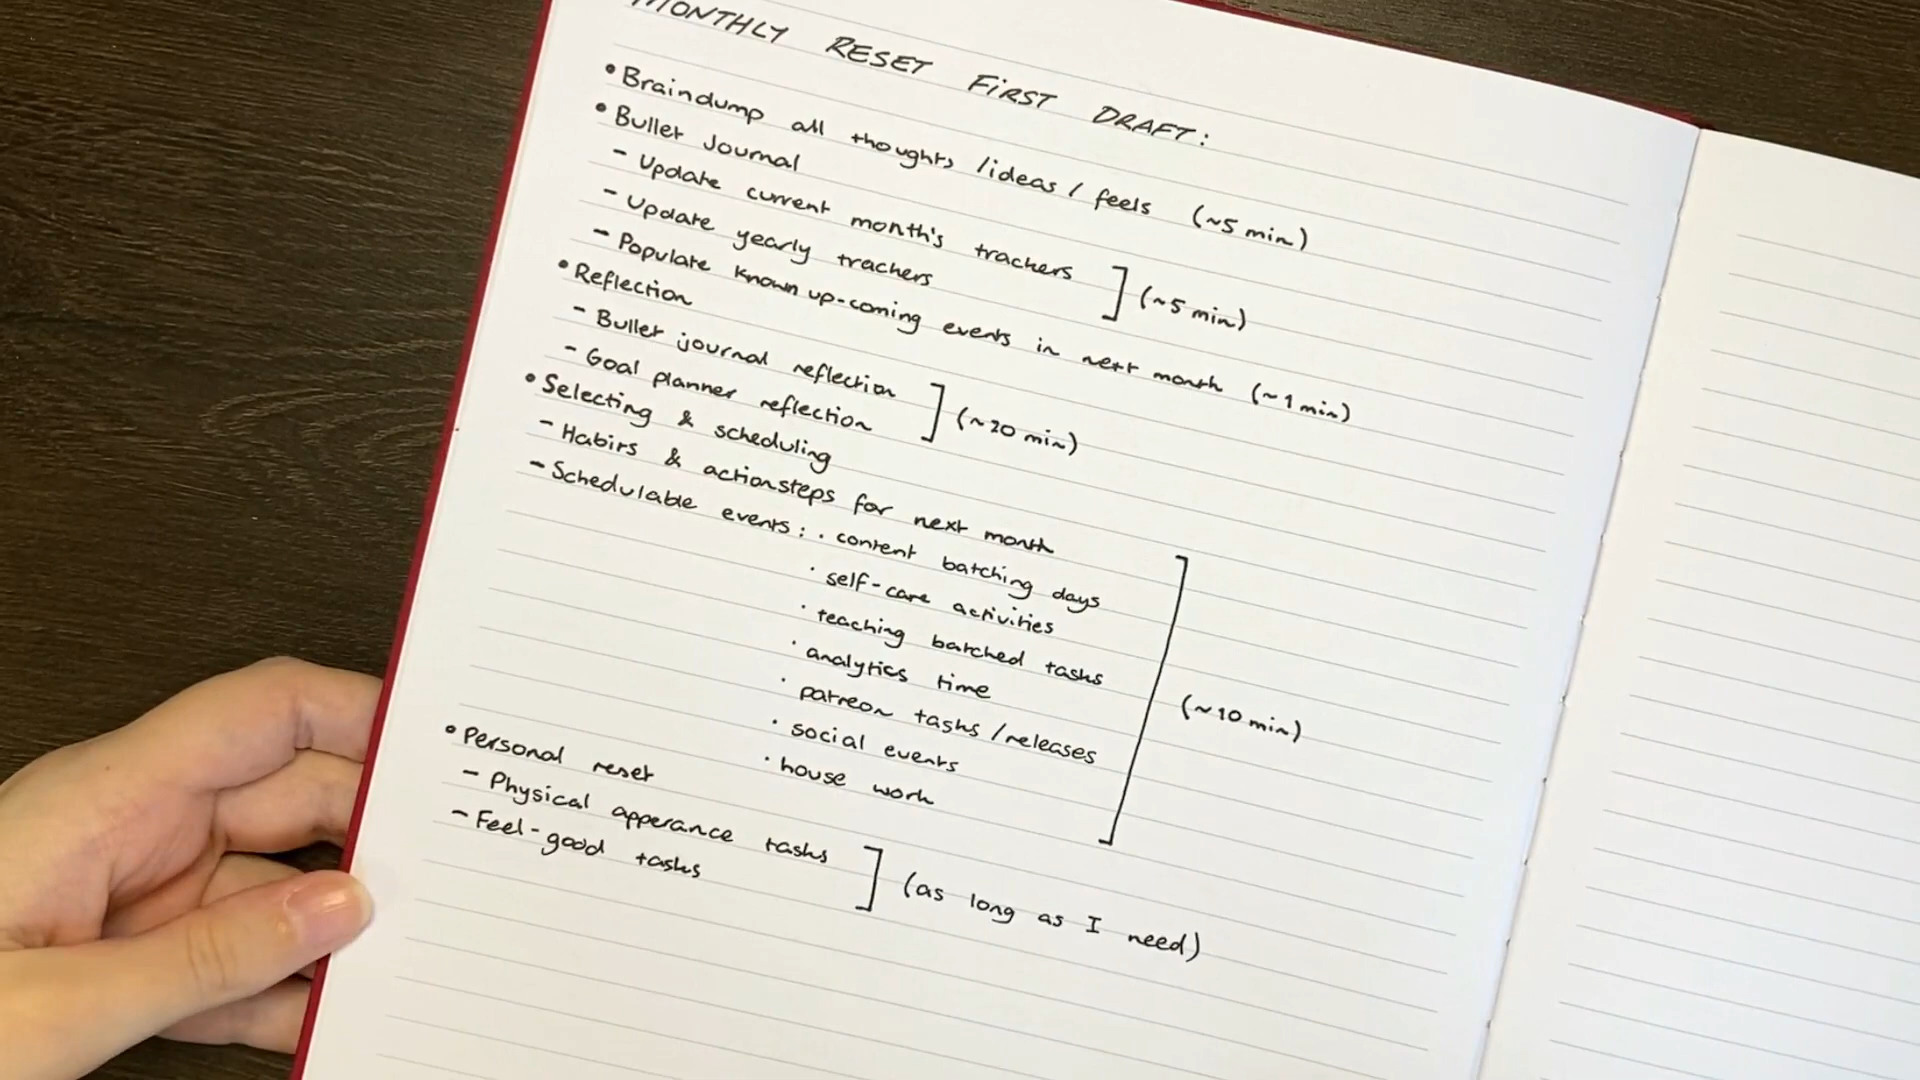 MONTHLY RESET FIRST DRAFT:
• Braindump all thoughts / ideas / feels (~5 min)
• Bullet Journal
- Update current month's trackers
- Update yearly trackers ] (~5 min)
- Populate known up-coming events in next month (~1 min)
• Reflection
- Bullet journal reflection
- Goal planner reflection ] (~20 min)
• Selecting & scheduling
- Habits & actionsteps for next month
- Schedulable events: · content batching days
· self-care activities
· teaching batched tasks
· analytics time ] (~10 min)
· patreon tasks / releases
· social events
· house work
• Personal reset
- Physical apperance tasks
- Feel-good tasks ] (as long as I need)